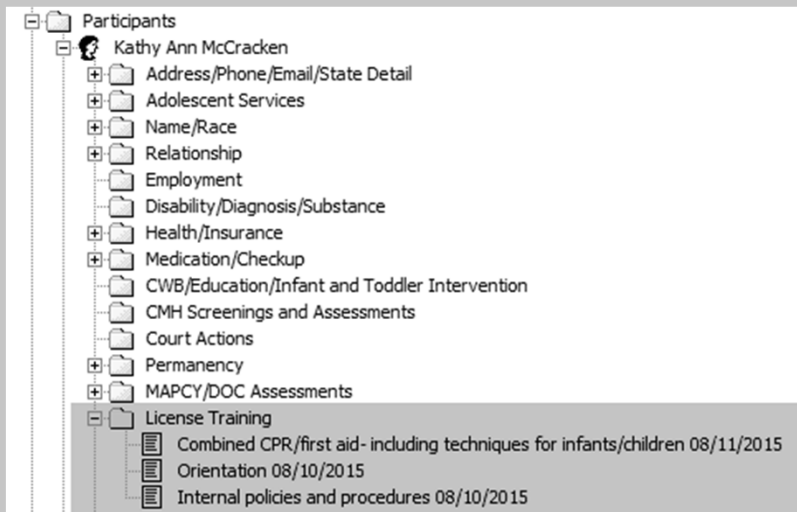 Participants
Kathy Ann McCracken
Address/Phone/Email/State Detail
Adolescent Services
Name/Race
Relationship
Employment
Disability/Diagnosis/Substance
Health/Insurance
Medication/Checkup
CWB/Education/Infant and Toddler Intervention
CMH Screenings and Assessments
Court Actions
Permanency
MAPCY/DOC Assessments
License Training
Combined CPR/first aid- including techniques for infants/children 08/11/2015
Orientation 08/10/2015
Internal policies and procedures 08/10/2015